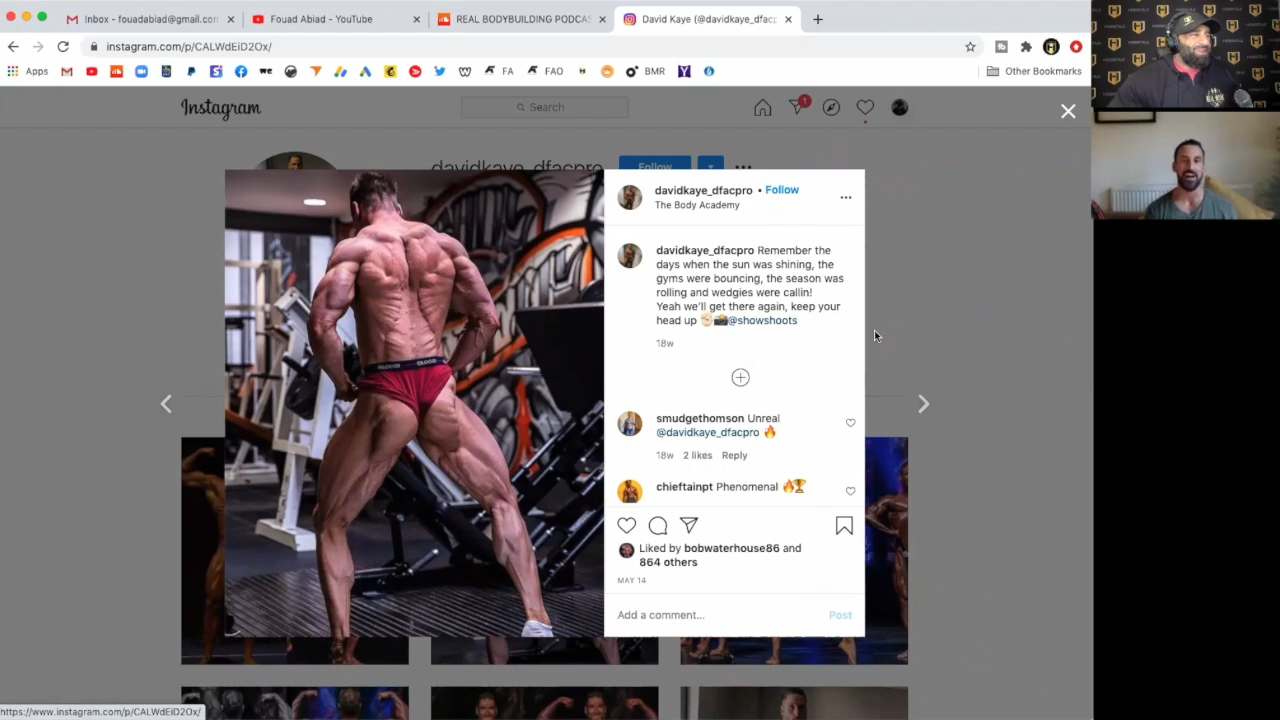 Inbox - fouadabiad@gmail.com
Fouad Abiad - YouTube
REAL BODYBUILDING PODCAS
David Kaye (@davidkaye_dfacp
instagram.com/p/CALWdEiD2Ox/
Apps
FA
FAO
BMR
Other Bookmarks
Instagram
Search
1
davidkaye_dfacpro
Follow
davidkaye_dfacpro • Follow
The Body Academy
davidkaye_dfacpro Remember the
days when the sun was shining, the
gyms were bouncing, the season was
rolling and wedgies were callin!
Yeah we'll get there again, keep your
head up ✊🏻📸@showshoots
18w
smudgethomson Unreal
@davidkaye_dfacpro 🔥
18w 2 likes Reply
chieftainpt Phenomenal 🔥🏆
Liked by bobwaterhouse86 and
864 others
MAY 14
Add a comment...
Post
https://www.instagram.com/p/CALWdEiD2Ox/